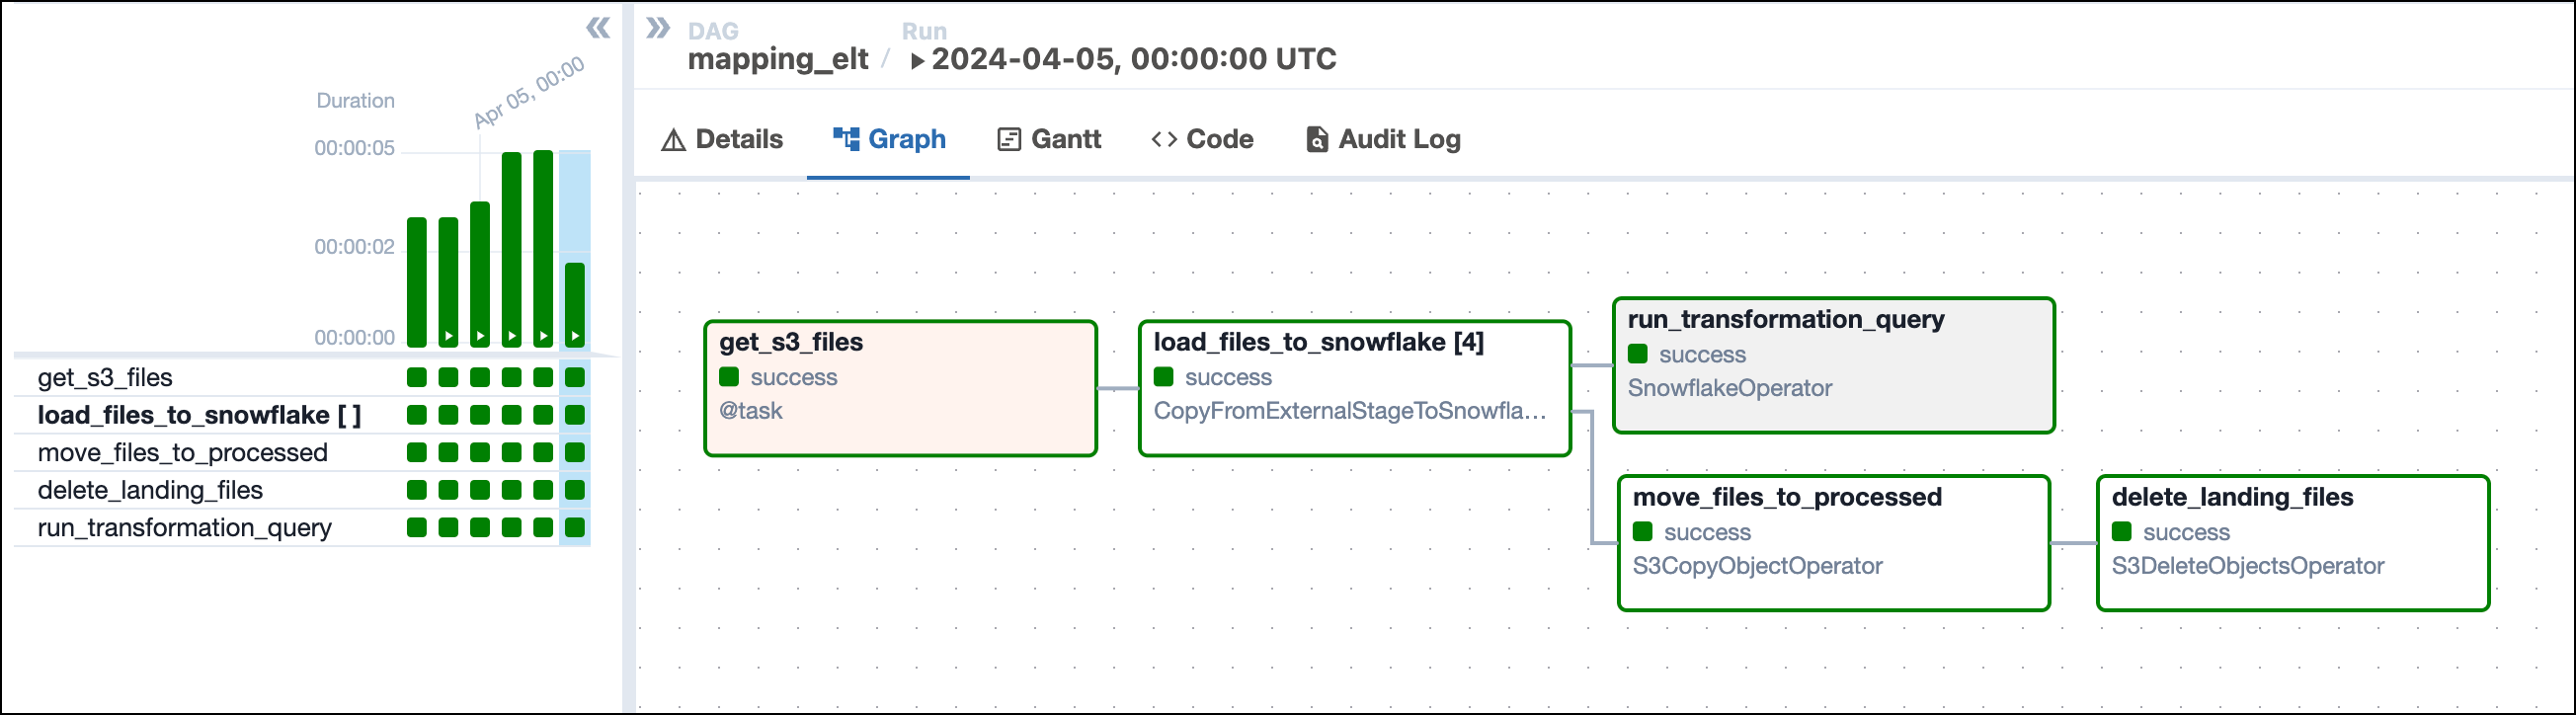 Duration
Apr 05, 00:00
00:00:05
00:00:02
00:00:00
get_s3_files
load_files_to_snowflake [ ]
move_files_to_processed
delete_landing_files
run_transformation_query
DAG
mapping_elt
/
Run
2024-04-05, 00:00:00 UTC
Details
Graph
Gantt
Code
Audit Log
get_s3_files
success
@task
load_files_to_snowflake [4]
success
CopyFromExternalStageToSnowfla...
run_transformation_query
success
SnowflakeOperator
move_files_to_processed
success
S3CopyObjectOperator
delete_landing_files
success
S3DeleteObjectsOperator